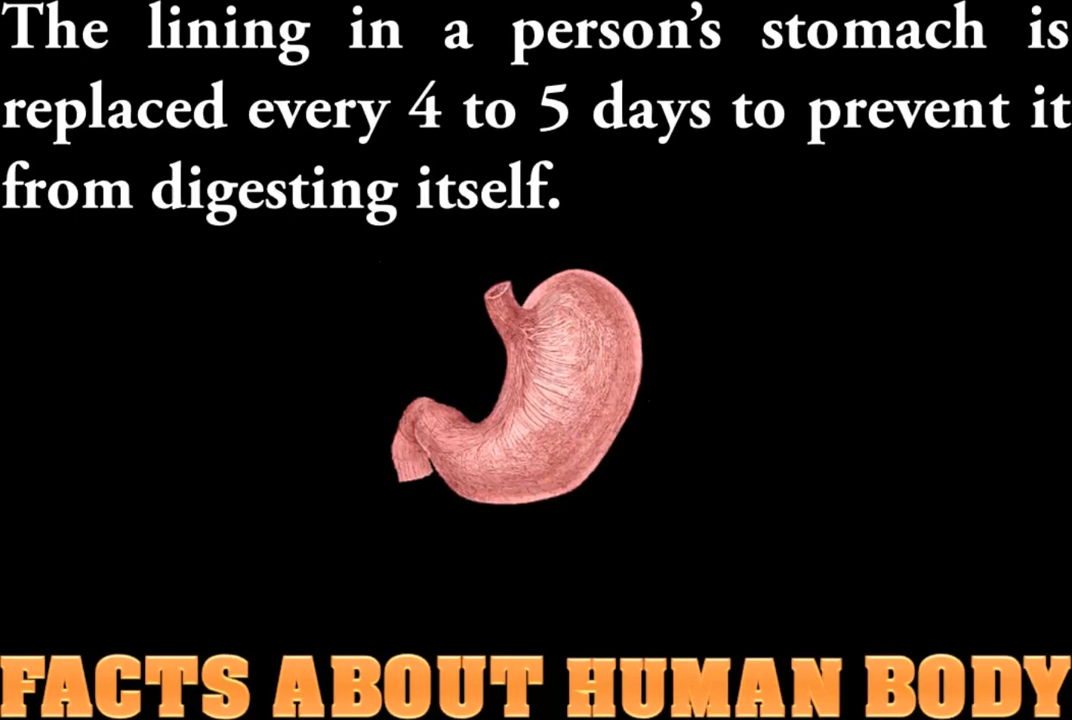 The lining in a person’s stomach is
replaced every 4 to 5 days to prevent it
from digesting itself.
FACTS ABOUT HUMAN BODY